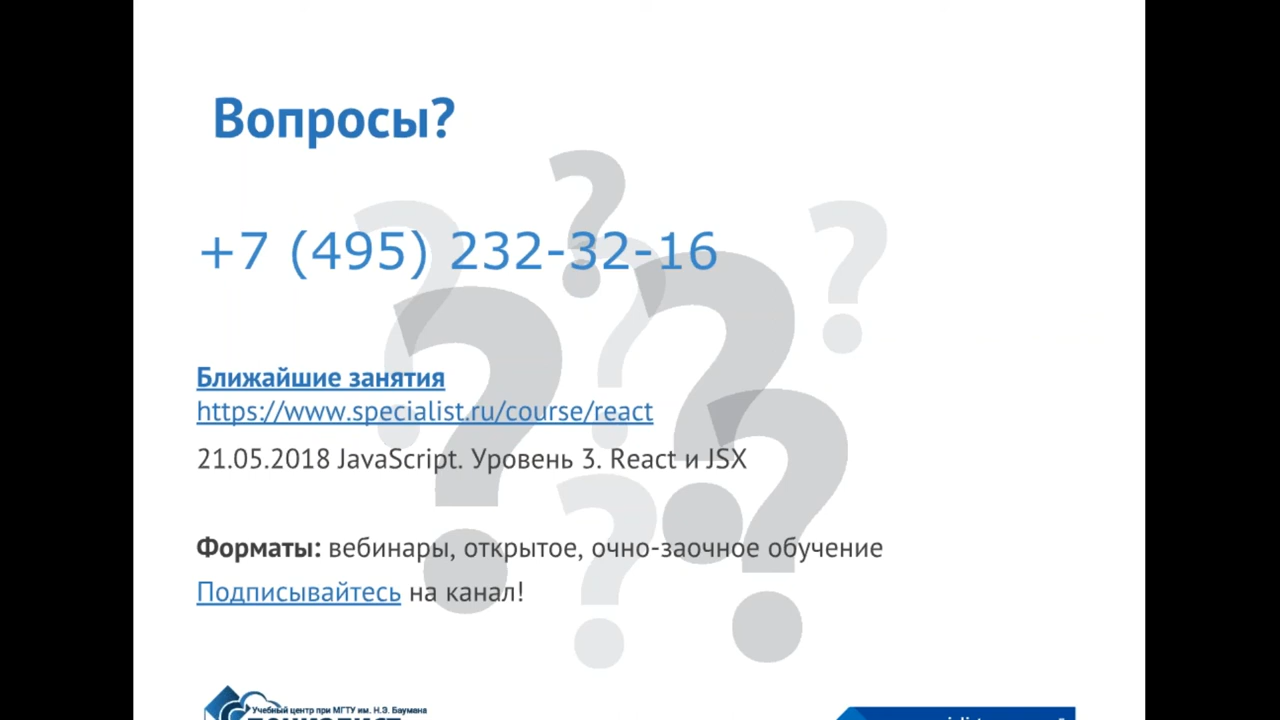 Вопросы?
+7 (495) 232-32-16
Ближайшие занятия
https://www.specialist.ru/course/react
21.05.2018 JavaScript. Уровень 3. React и JSX
Форматы: вебинары, открытое, очно-заочное обучение
Подписывайтесь на канал!
Учебный центр при МГТУ им. Н.Э. Баумана